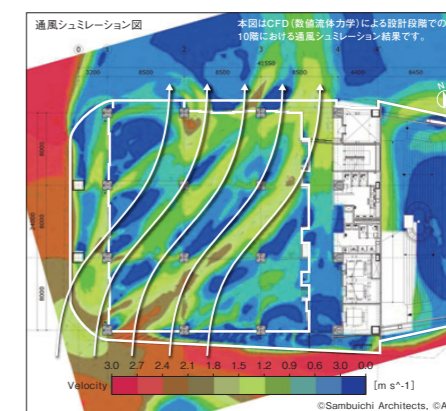 通風シュミレーション図
本図はCFD（数値流体力学）による設計段階での
10階における通風シュミレーション結果です。
41550
8500
8500
N
3.0 2.7 2.4 2.1 1.8 1.5 1.2 0.9 0.6 3.0 0.0
Velocity
[m s^-1]
©Sambuichi Architects, ©A